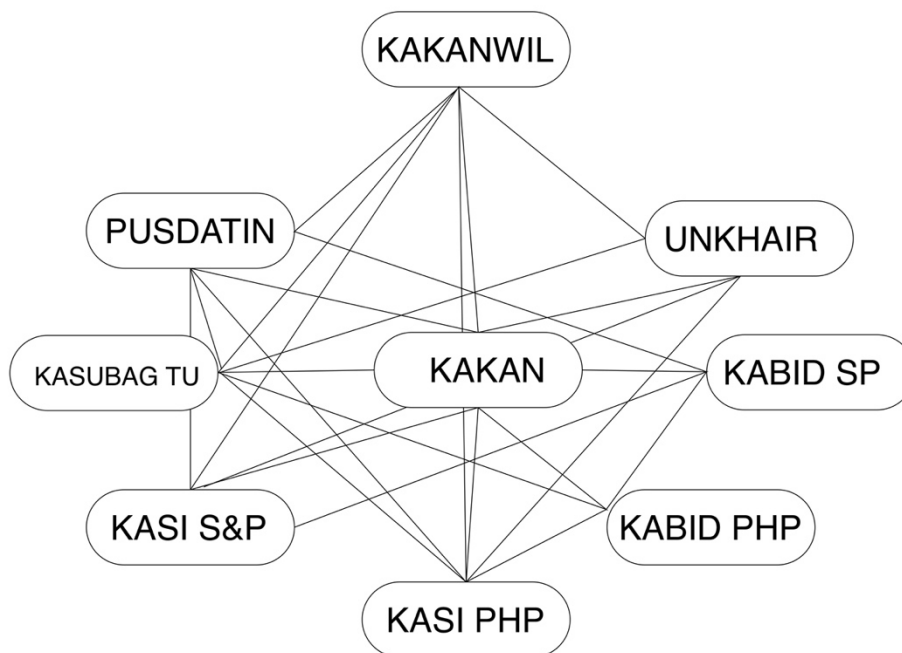 KAKANWIL
PUSDATIN
UNKHAIR
KASUBAG TU
KAKAN
KABID SP
KASI S&P
KABID PHP
KASI PHP